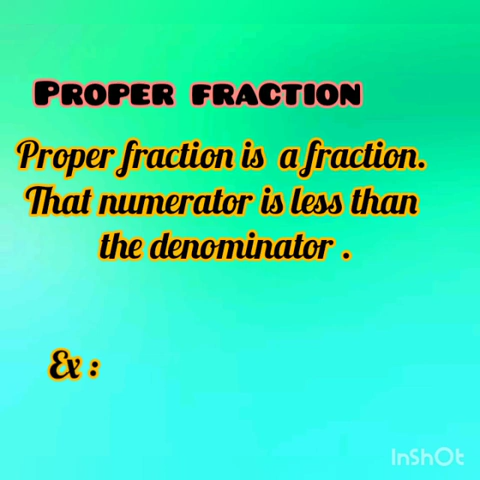 PROPER FRACTION
Proper fraction is a fraction.
That numerator is less than
the denominator .
Ex :
InShOt